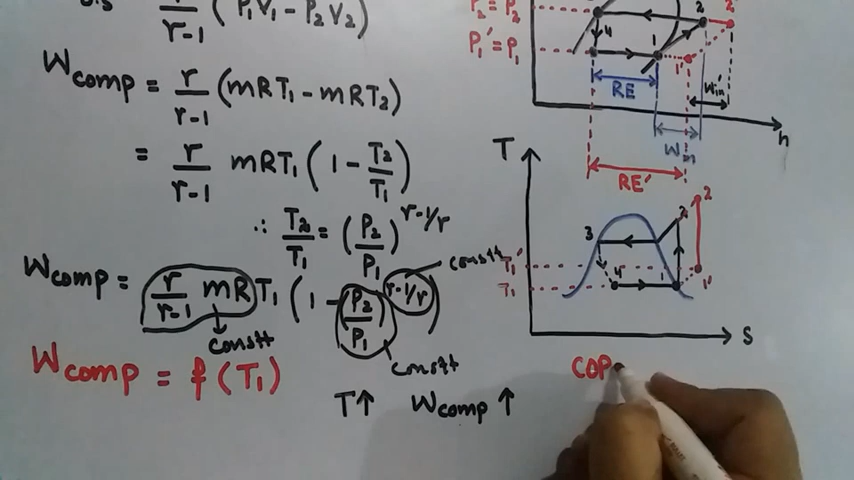 r/r-1 (P1V1 - P2V2)
Wcomp = r/r-1 (mRT1 - mRT2)
= r/r-1 mRT1 (1 - T2/T1)
∴ T2/T1 = (P2/P1)^r-1/r
Wcomp = r/r-1 mR T1 (1 - (P2/P1)^r-1/r)
constt
constt
constt
Wcomp = f(T1)
T↑ Wcomp ↑
P2' = P2
P1' = P1
2
2'
4
1
1'
RE
Win'
Win
h
RE'
T
3
2
2'
T1'
T1
4
1
1'
S
COP